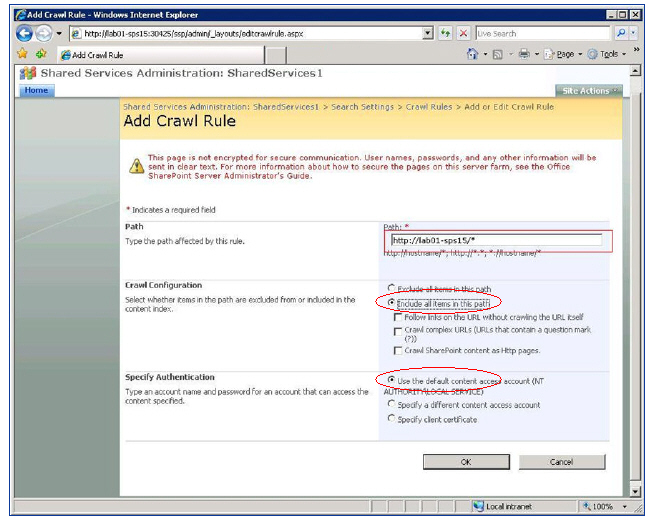 Add Crawl Rule - Windows Internet Explorer
http://lab01-sps15:30425/ssp/admin/_layouts/editcrawlrule.aspx
Live Search
Add Crawl Rule
Page
Tools
Shared Services Administration: SharedServices1
Home
Site Actions
Shared Services Administration: SharedServices1 > Search Settings > Crawl Rules > Add or Edit Crawl Rule
Add Crawl Rule
This page is not encrypted for secure communication. User names, passwords, and any other information will be
sent in clear text. For more information about how to secure the pages on this server farm, see the Office
SharePoint Server Administrator's Guide.
* Indicates a required field
Path
Type the path affected by this rule.
Path: *
http://lab01-sps15/*
http://hostname/*; http://*.*; *://hostname/*
Crawl Configuration
Select whether items in the path are excluded from or included in the
content index.
Exclude all items in this path
Include all items in this path
Follow links on the URL without crawling the URL itself
Crawl complex URLs (URLs that contain a question mark
(?))
Crawl SharePoint content as Http pages.
Specify Authentication
Type an account name and password for an account that can access the
content specified.
Use the default content access account (NT
AUTHORITY\LOCAL SERVICE)
Specify a different content access account
Specify client certificate
OK
Cancel
Local intranet
100%